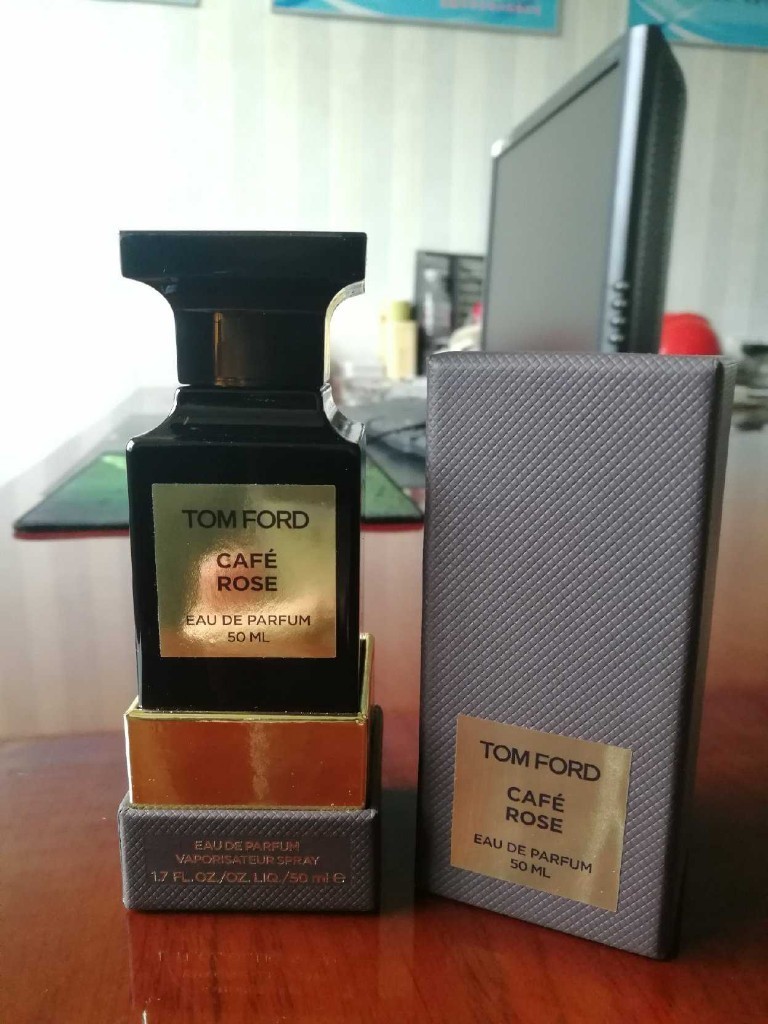 TOM FORD
CAFÉ
ROSE
EAU DE PARFUM
50 ML
EAU DE PARFUM
VAPORISATEUR SPRAY
1.7 FL.OZ./OZ. LIQ./50 ml ℮
TOM FORD
CAFÉ
ROSE
EAU DE PARFUM
50 ML